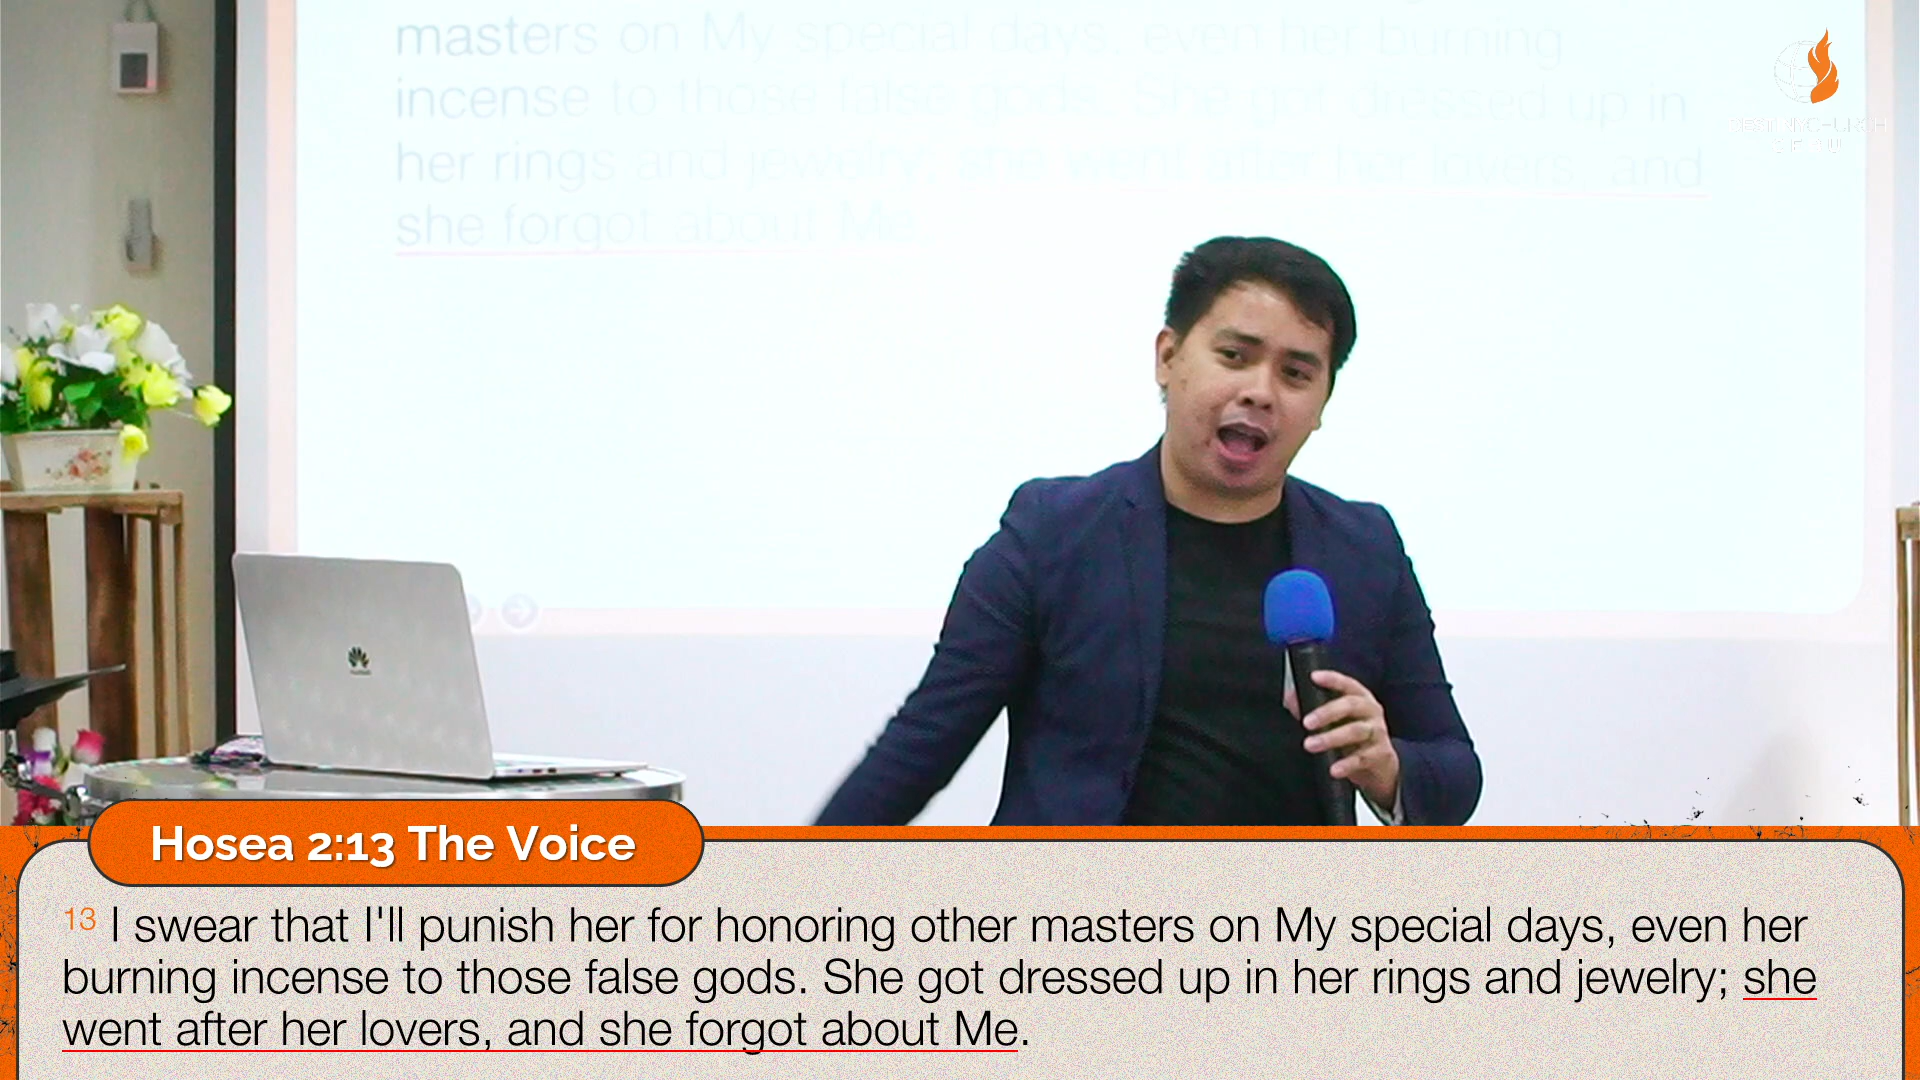 masters on My special days, even her burning
incense to those false gods. She got dressed up in
her rings and jewelry; she went after her lovers, and
she forgot about Me.
Hosea 2:13 The Voice
13 I swear that I'll punish her for honoring other masters on My special days, even her
burning incense to those false gods. She got dressed up in her rings and jewelry; she
went after her lovers, and she forgot about Me.